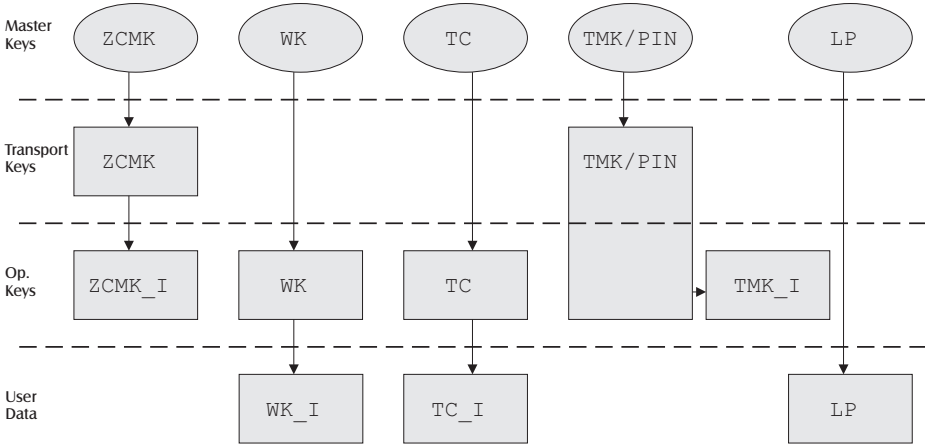 Master
Keys
ZCMK
WK
TC
TMK/PIN
LP
Transport
Keys
ZCMK
TMK/PIN
Op.
Keys
ZCMK_I
WK
TC
TMK_I
User
Data
WK_I
TC_I
LP